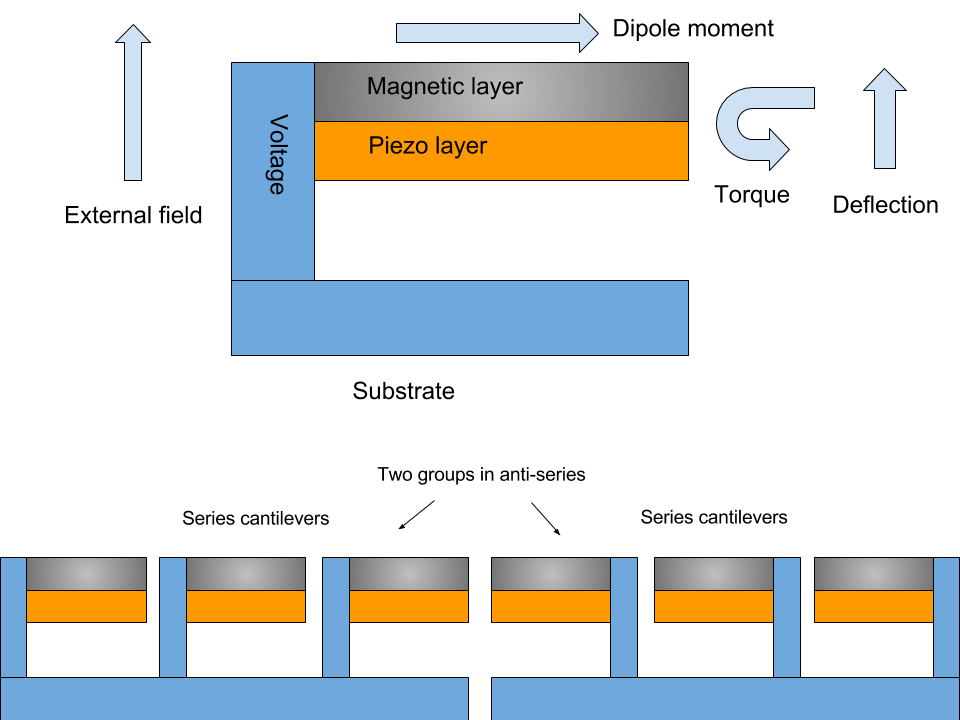 Dipole moment
Magnetic layer
Voltage
Piezo layer
Torque
External field
Deflection
Substrate
Two groups in anti-series
Series cantilevers
Series cantilevers